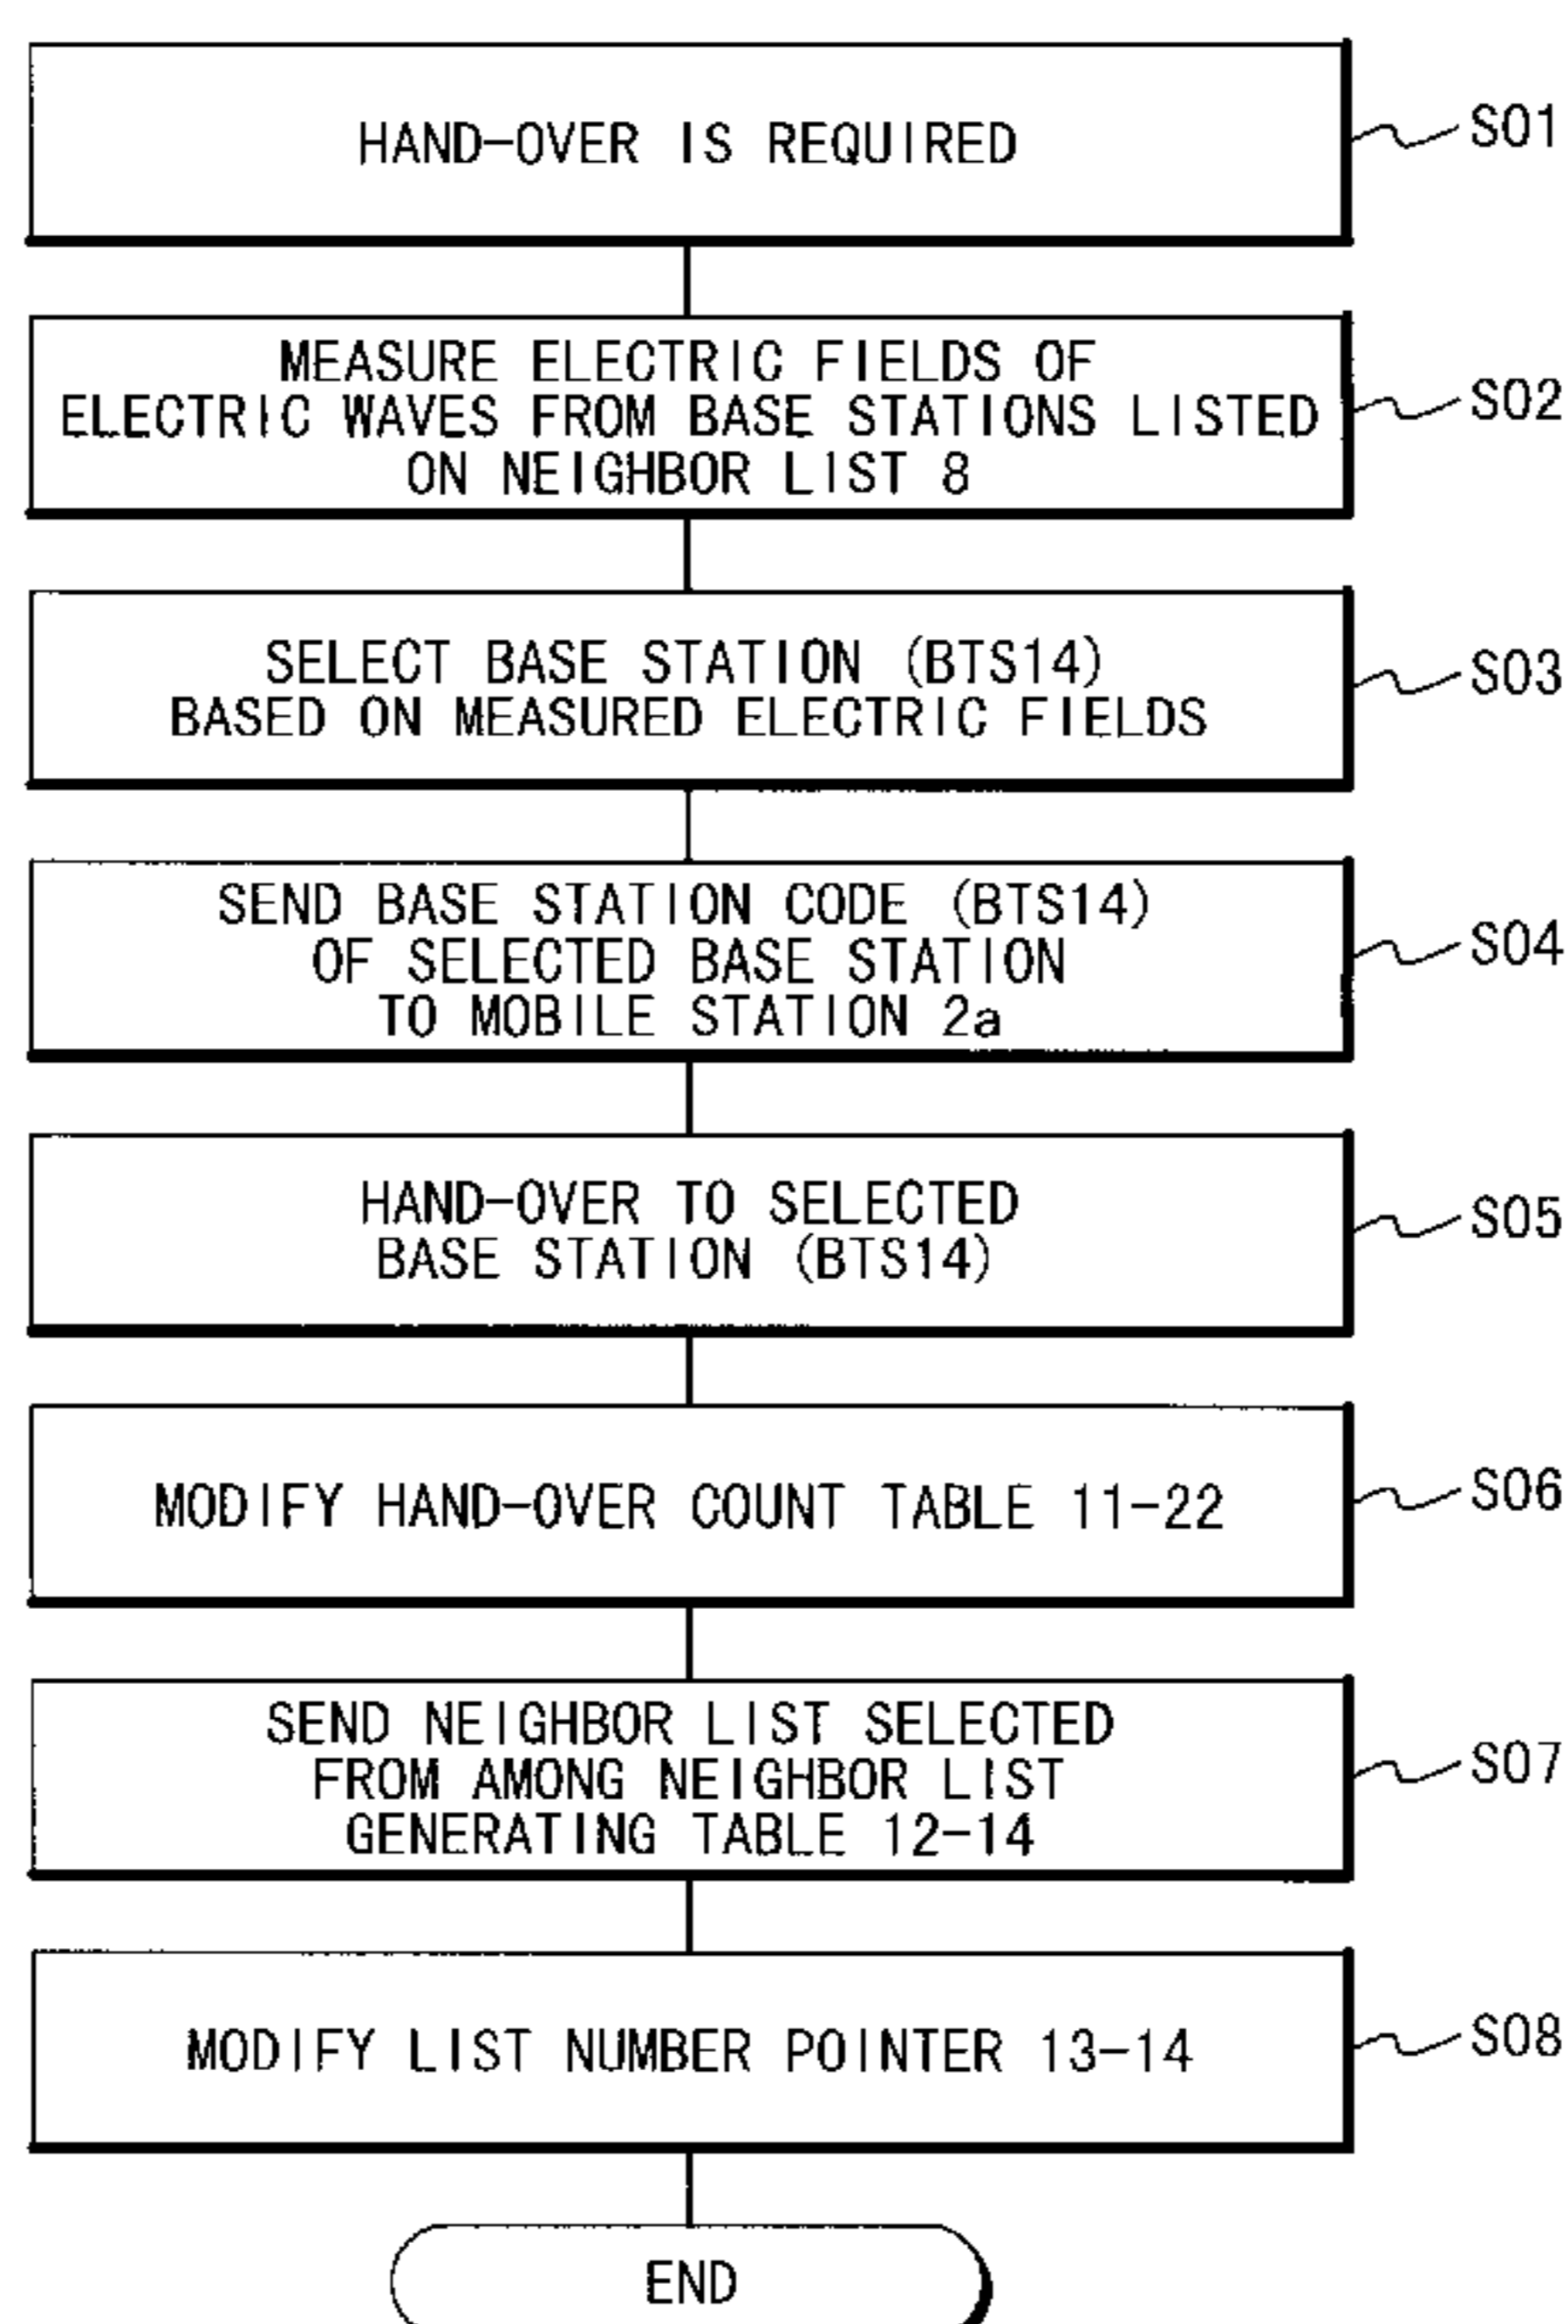 HAND-OVER IS REQUIRED
S01
MEASURE ELECTRIC FIELDS OF
ELECTRIC WAVES FROM BASE STATIONS LISTED
ON NEIGHBOR LIST 8
S02
SELECT BASE STATION (BTS14)
BASED ON MEASURED ELECTRIC FIELDS
S03
SEND BASE STATION CODE (BTS14)
OF SELECTED BASE STATION
TO MOBILE STATION 2a
S04
HAND-OVER TO SELECTED
BASE STATION (BTS14)
S05
MODIFY HAND-OVER COUNT TABLE 11-22
S06
SEND NEIGHBOR LIST SELECTED
FROM AMONG NEIGHBOR LIST
GENERATING TABLE 12-14
S07
MODIFY LIST NUMBER POINTER 13-14
S08
END